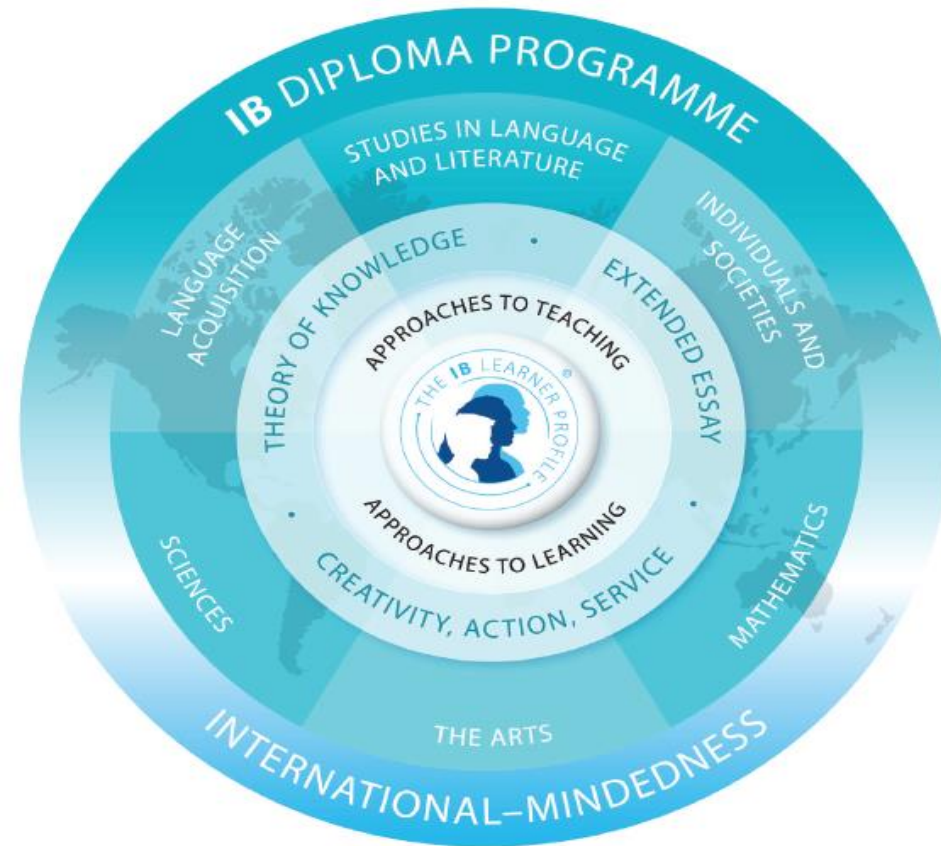 IB DIPLOMA PROGRAMME
STUDIES IN LANGUAGE
AND LITERATURE
LANGUAGE
ACQUISITION
INDIVIDUALS AND
SOCIETIES
THEORY OF KNOWLEDGE
EXTENDED ESSAY
APPROACHES TO TEACHING
THE IB LEARNER PROFILE
®
APPROACHES TO LEARNING
CREATIVITY, ACTION, SERVICE
SCIENCES
MATHEMATICS
THE ARTS
INTERNATIONAL–MINDEDNESS